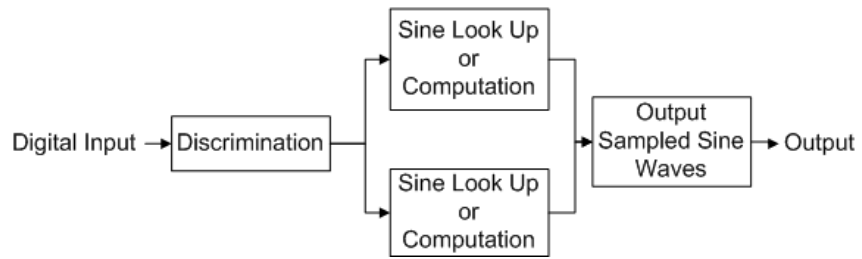 Sine Look Up
or
Computation
Digital Input
Discrimination
Output
Sampled Sine
Waves
Output
Sine Look Up
or
Computation